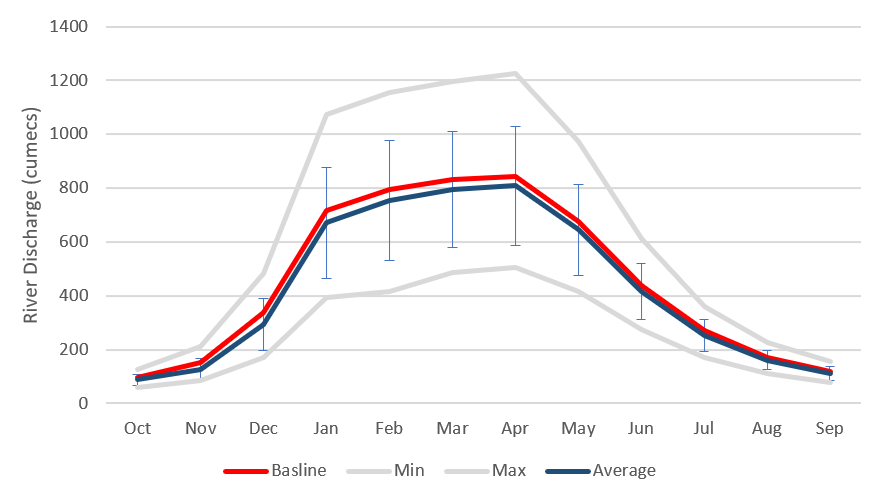 1400
1200
1000
800
600
400
200
0
River Discharge (cumecs)
Oct Nov Dec Jan Feb Mar Apr May Jun Jul Aug Sep
Basline Min Max Average